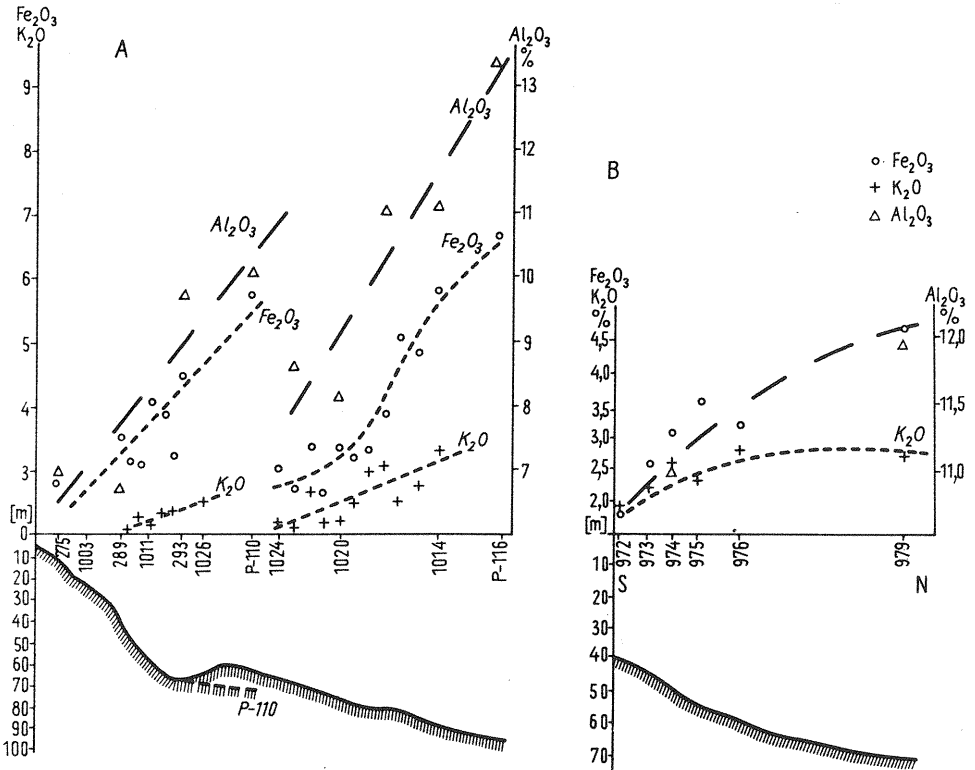 Fe₂O₃
K₂O
A
Al₂O₃
%
9
8
7
6
5
4
3
[m]
0
13
12
11
10
9
8
7
Al₂O₃
Al₂O₃
Fe₂O₃
Fe₂O₃
K₂O
K₂O
275
1003
289
1011
293
1026
P-110
1024
1020
1014
P-116
10
20
30
40
50
60
70
80
90
100
P-110
B
Fe₂O₃
K₂O
Al₂O₃
Fe₂O₃
K₂O
%
4,5
4,0
3,5
3,0
2,5
2,0
[m]
0
Al₂O₃
%
12,0
11,5
11,0
K₂O
972
973
974
975
976
979
10
20
30
40
50
60
70
S
N